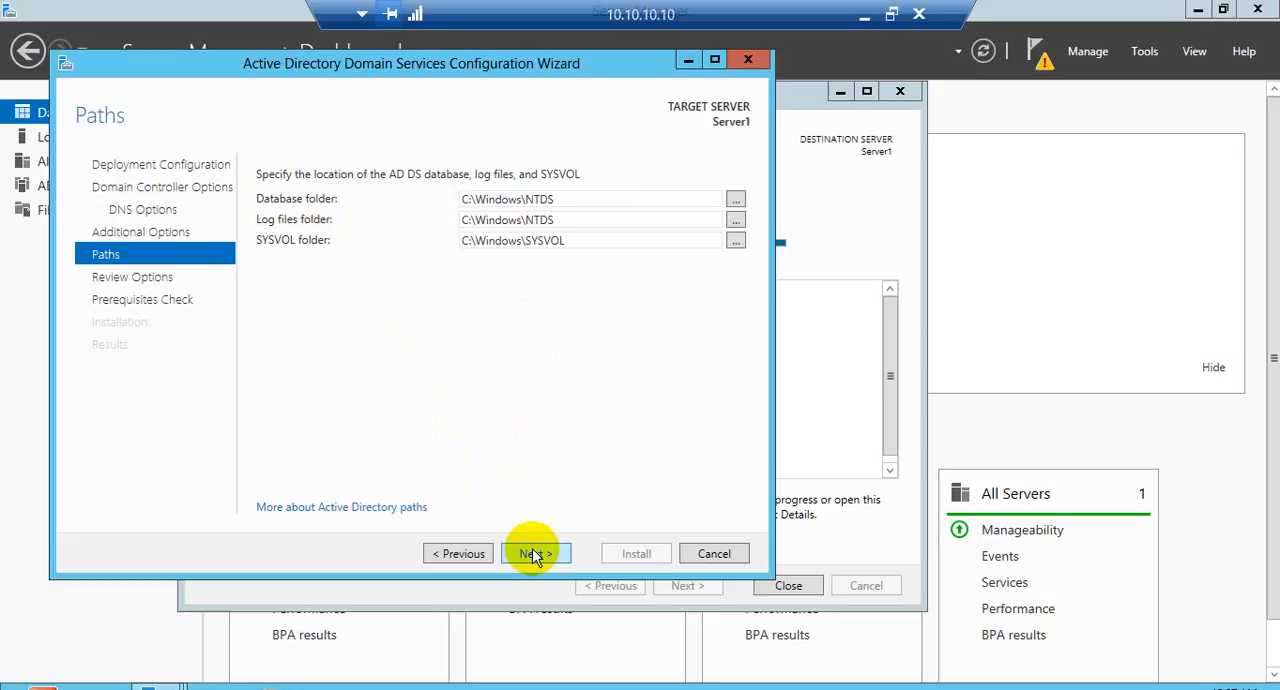 10.10.10.10
Manage
Tools
View
Help
Active Directory Domain Services Configuration Wizard
Paths
TARGET SERVER
Server1
DESTINATION SERVER
Server1
Deployment Configuration
Domain Controller Options
DNS Options
Additional Options
Paths
Review Options
Prerequisites Check
Installation
Results
Specify the location of the AD DS database, log files, and SYSVOL
Database folder:
C:\Windows\NTDS
...
Log files folder:
C:\Windows\NTDS
...
SYSVOL folder:
C:\Windows\SYSVOL
...
More about Active Directory paths
< Previous
Next >
Install
Cancel
Hide
progress or open this
t Details.
< Previous
Next >
Close
Cancel
All Servers
1
Manageability
Events
Services
Performance
BPA results
BPA results
BPA results